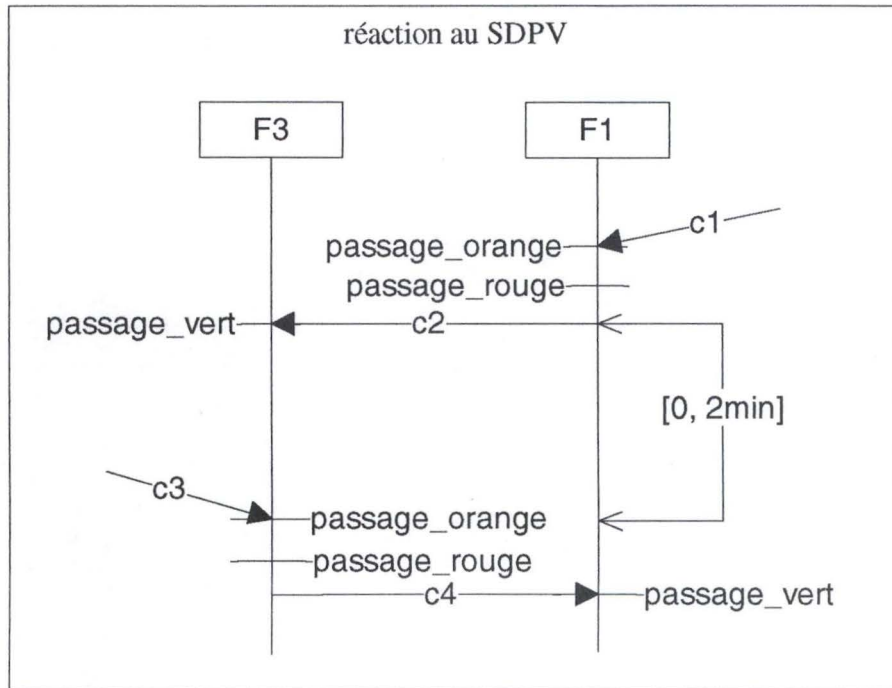 réaction au SDPV
F3
F1
c1
passage_orange
passage_rouge
passage_vert
c2
[0, 2min]
c3
passage_orange
passage_rouge
c4
passage_vert